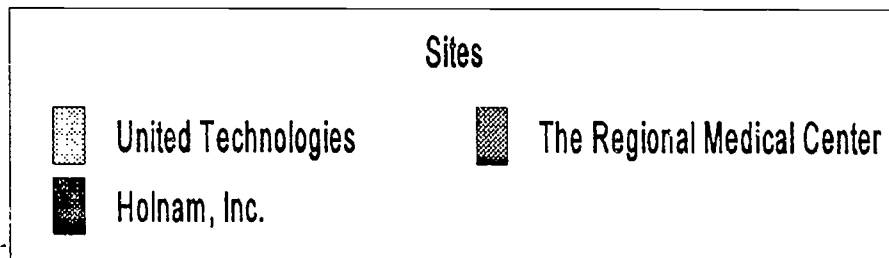 Sites
United Technologies
The Regional Medical Center
Holnam, Inc.